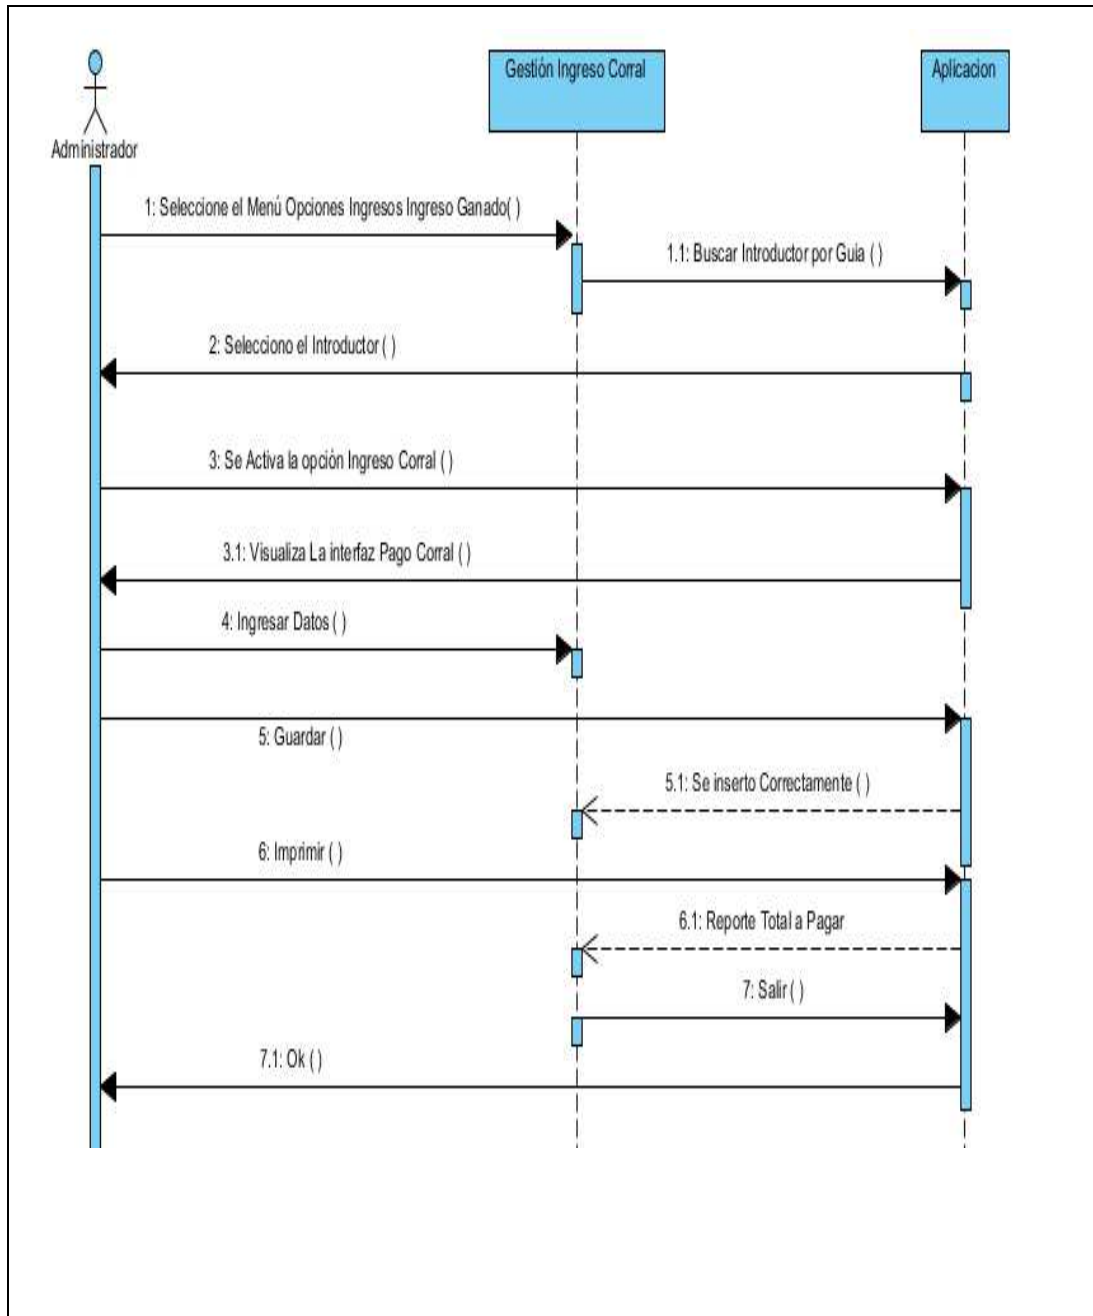 Gestión Ingreso Corral
Aplicacion
Administrador
1: Seleccione el Menú Opciones Ingresos Ingreso Ganado( )
1.1: Buscar Introductor por Guia ( )
2: Selecciono el Introductor ( )
3: Se Activa la opción Ingreso Corral ( )
3.1: Visualiza La interfaz Pago Corral ( )
4: Ingresar Datos ( )
5: Guardar ( )
5.1: Se inserto Correctamente ( )
6: Imprimir ( )
6.1: Reporte Total a Pagar
7: Salir ( )
7.1: Ok ( )